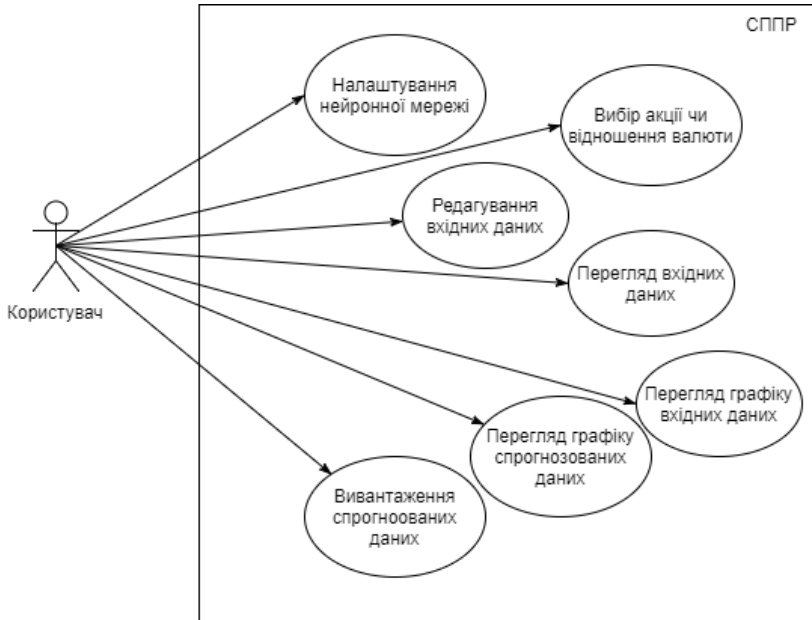 СППР
Налаштування
нейронної мережі
Вибір акції чи
відношення валюти
Редагування
вхідних даних
Перегляд вхідних
даних
Користувач
Перегляд графіку
вхідних даних
Перегляд графіку
спрогнозованих
даних
Вивантаження
спрогноованих
даних